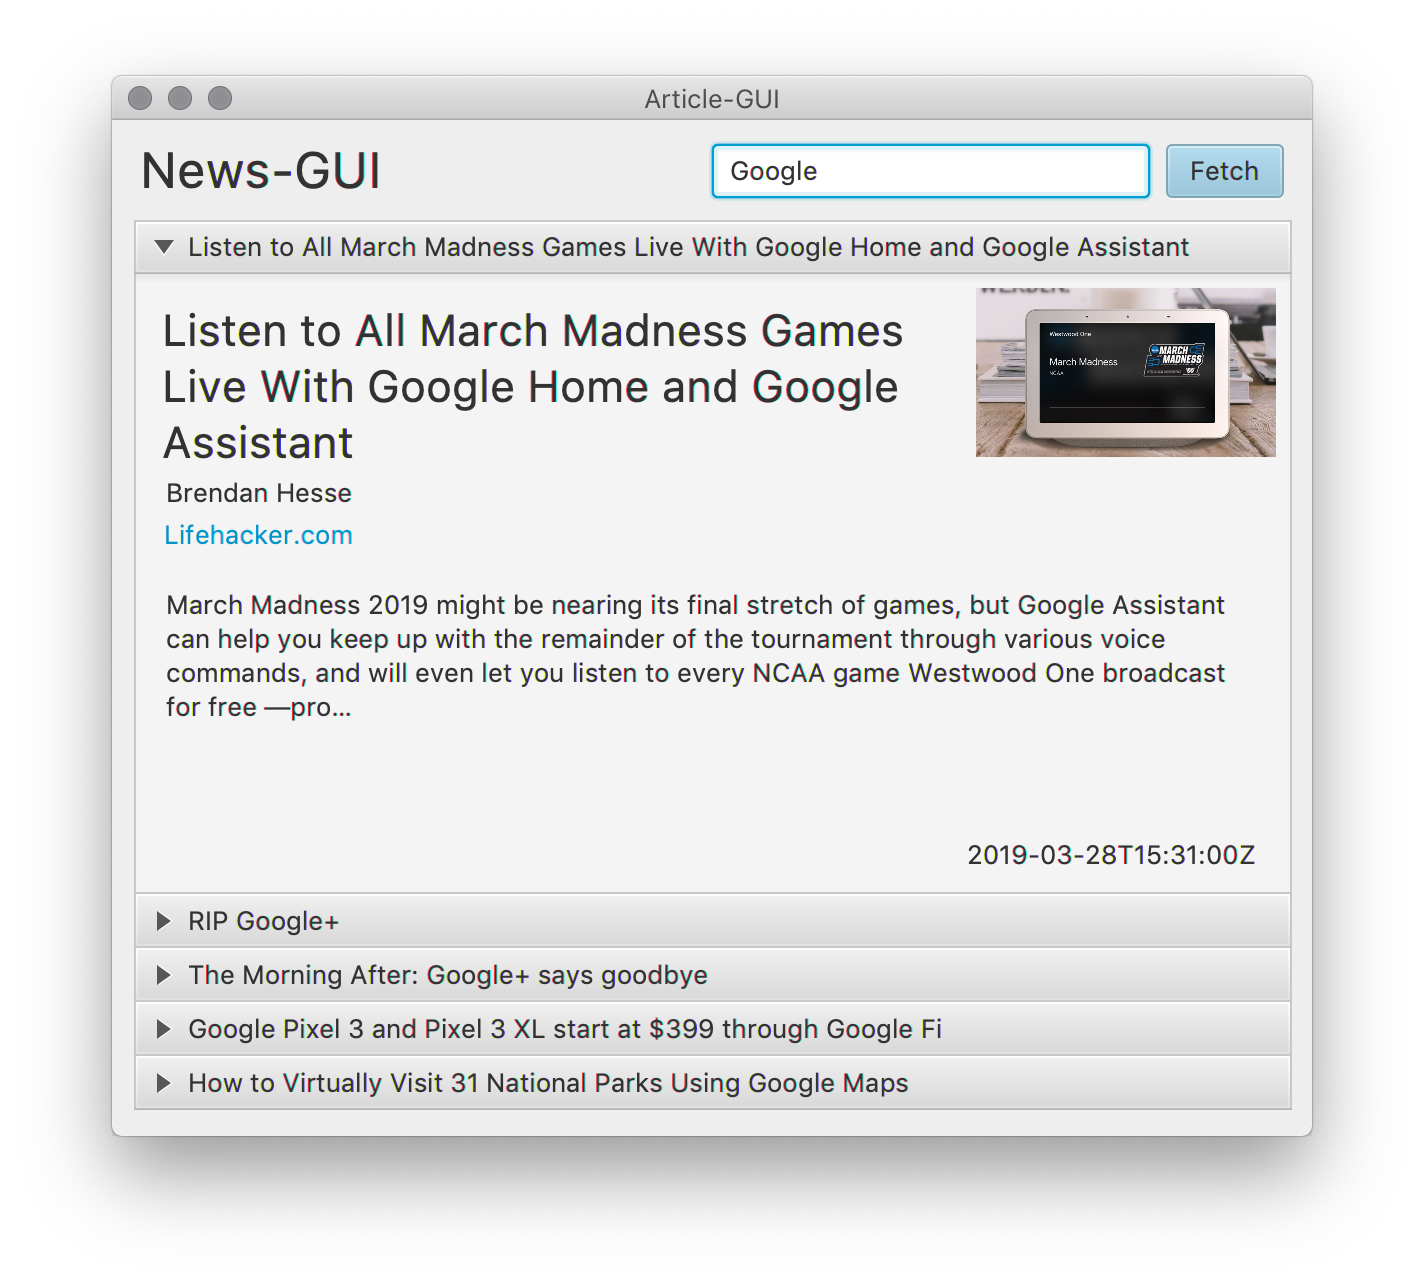 Article-GUI
News-GUI
Google
Fetch
Listen to All March Madness Games Live With Google Home and Google Assistant
Listen to All March Madness Games
Live With Google Home and Google
Assistant
WERDEN.
Westwood One
March Madness
NCAA
MARCH
MADNESS
Brendan Hesse
Lifehacker.com
March Madness 2019 might be nearing its final stretch of games, but Google Assistant
can help you keep up with the remainder of the tournament through various voice
commands, and will even let you listen to every NCAA game Westwood One broadcast
for free —pro…
2019-03-28T15:31:00Z
RIP Google+
The Morning After: Google+ says goodbye
Google Pixel 3 and Pixel 3 XL start at $399 through Google Fi
How to Virtually Visit 31 National Parks Using Google Maps